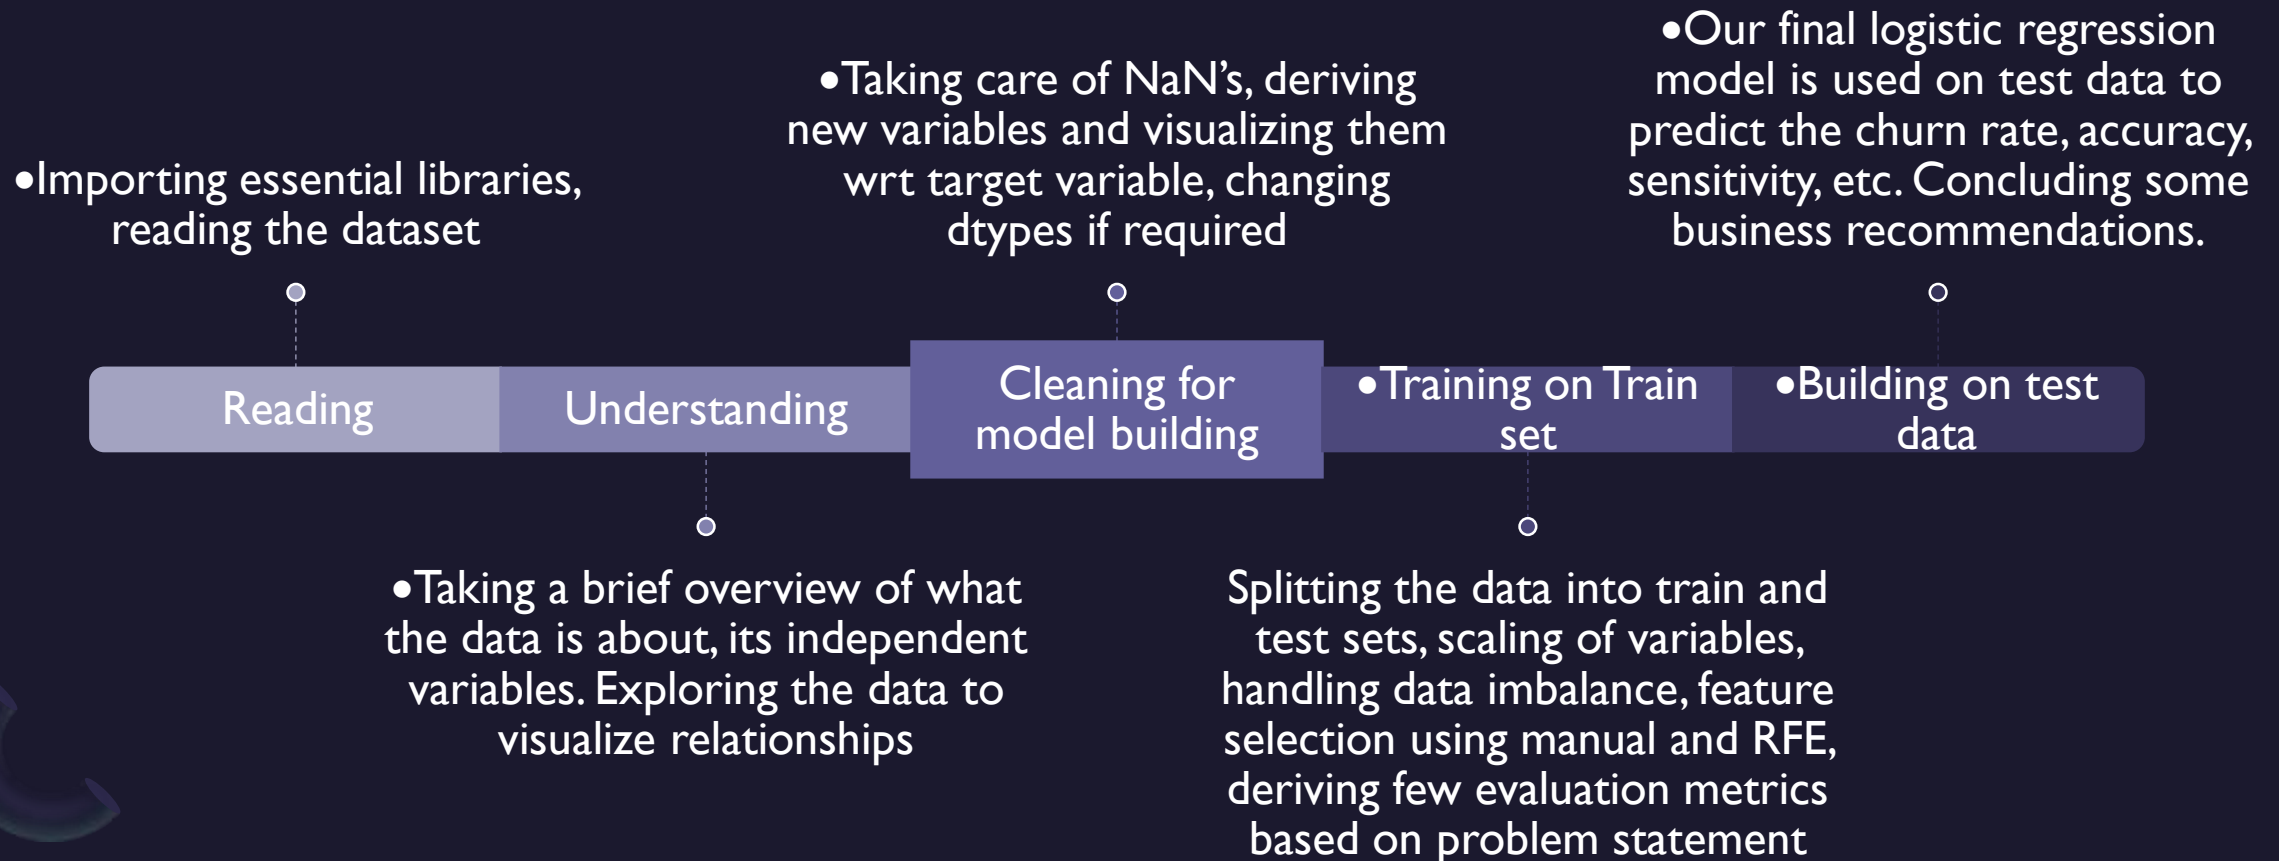 •Importing essential libraries,
reading the dataset
•Taking care of NaN’s, deriving
new variables and visualizing them
wrt target variable, changing
dtypes if required
•Our final logistic regression
model is used on test data to
predict the churn rate, accuracy,
sensitivity, etc. Concluding some
business recommendations.
Reading
Understanding
Cleaning for
model building
•Training on Train
set
•Building on test
data
•Taking a brief overview of what
the data is about, its independent
variables. Exploring the data to
visualize relationships
Splitting the data into train and
test sets, scaling of variables,
handling data imbalance, feature
selection using manual and RFE,
deriving few evaluation metrics
based on problem statement